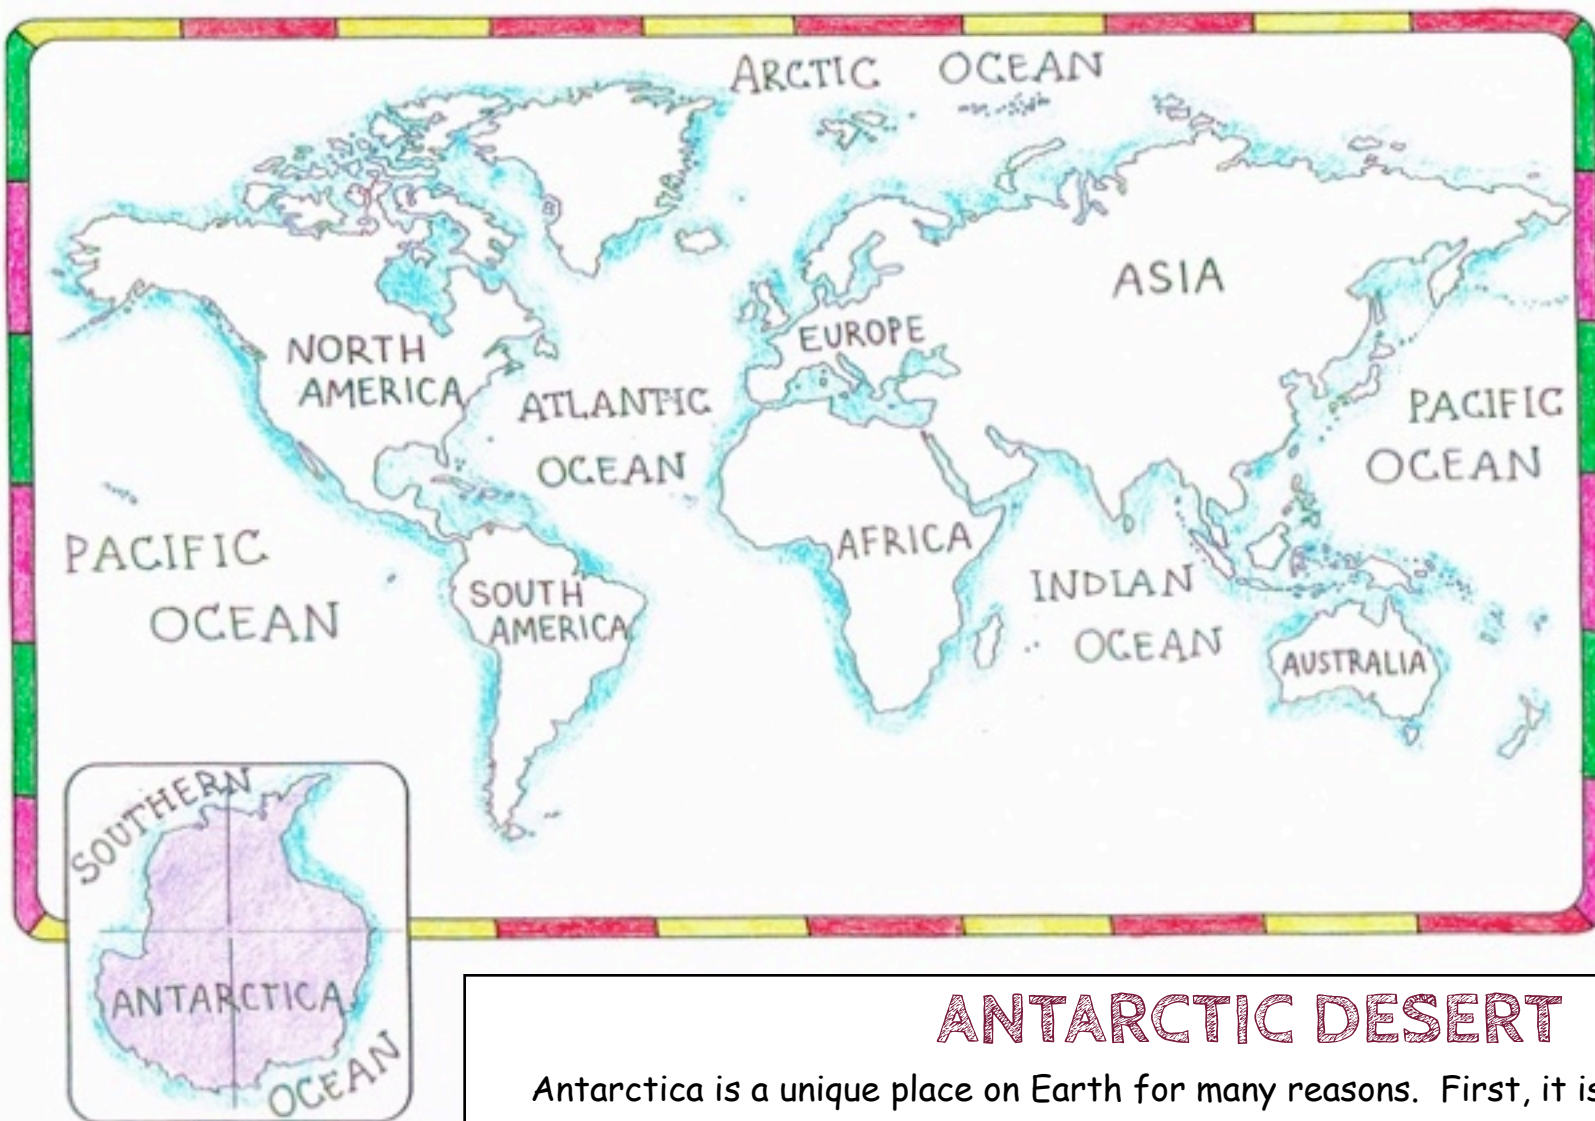 ARCTIC OCEAN
ASIA
EUROPE
NORTH
AMERICA
ATLANTIC
OCEAN
PACIFIC
OCEAN
AFRICA
PACIFIC
OCEAN
INDIAN
OCEAN
SOUTH
AMERICA
AUSTRALIA
SOUTHERN
ANTARCTICA
OCEAN
ANTARCTIC DESERT
Antarctica is a unique place on Earth for many reasons. First, it is